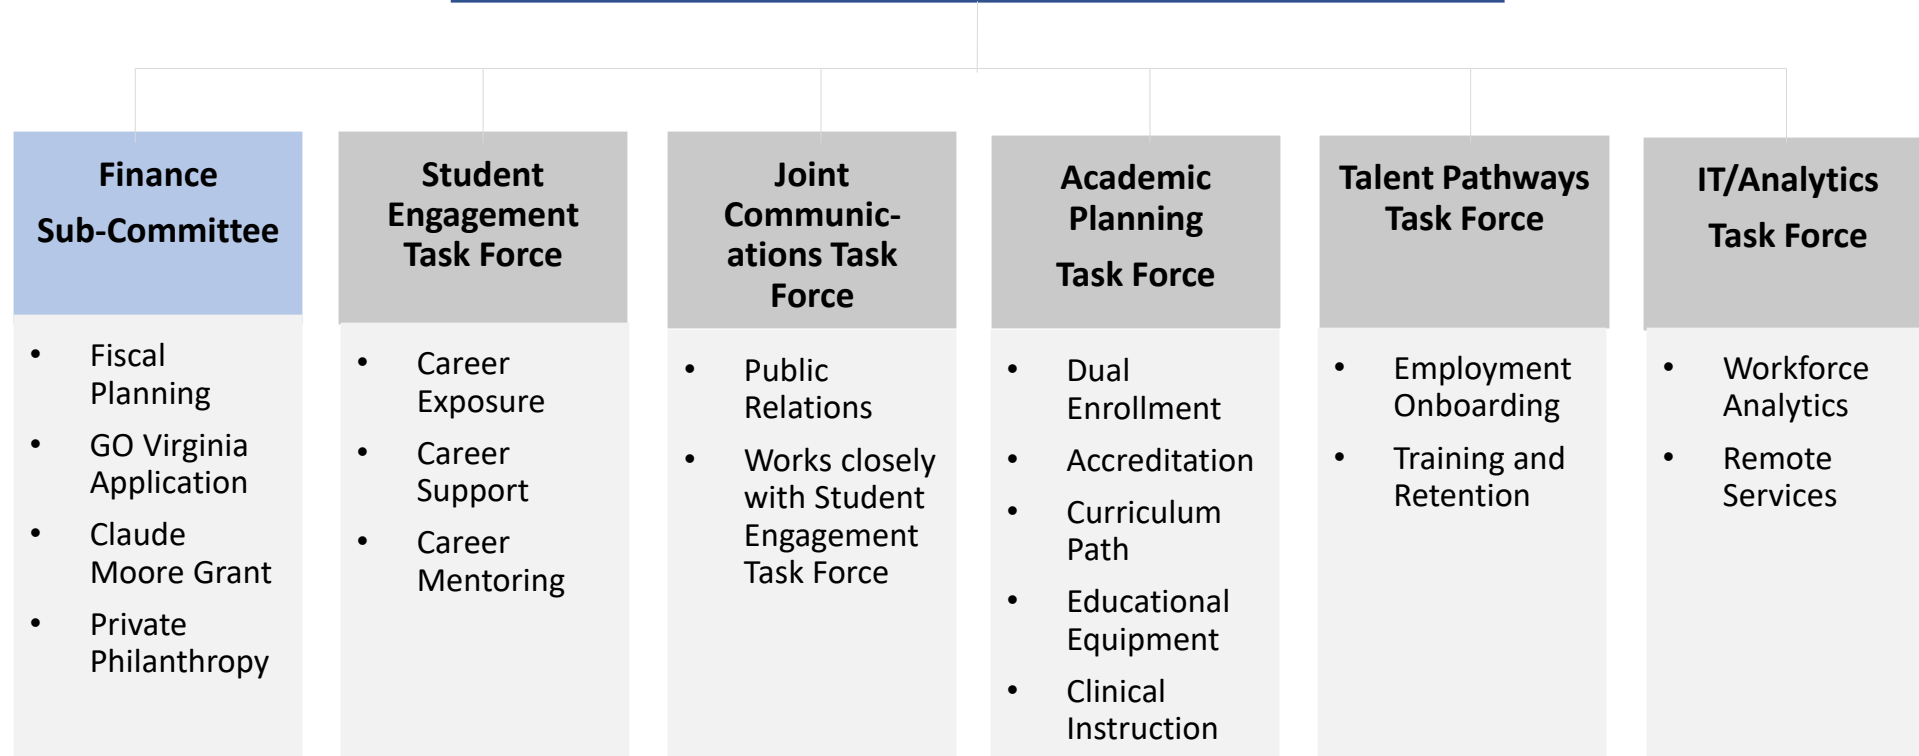 Finance
Sub-Committee
• Fiscal
Planning
• GO Virginia
Application
• Claude
Moore Grant
• Private
Philanthropy
Student
Engagement
Task Force
• Career
Exposure
• Career
Support
• Career
Mentoring
Joint
Communic-
ations Task
Force
• Public
Relations
• Works closely
with Student
Engagement
Task Force
Academic
Planning
Task Force
• Dual
Enrollment
• Accreditation
• Curriculum
Path
• Educational
Equipment
• Clinical
Instruction
Talent Pathways
Task Force
• Employment
Onboarding
• Training and
Retention
IT/Analytics
Task Force
• Workforce
Analytics
• Remote
Services